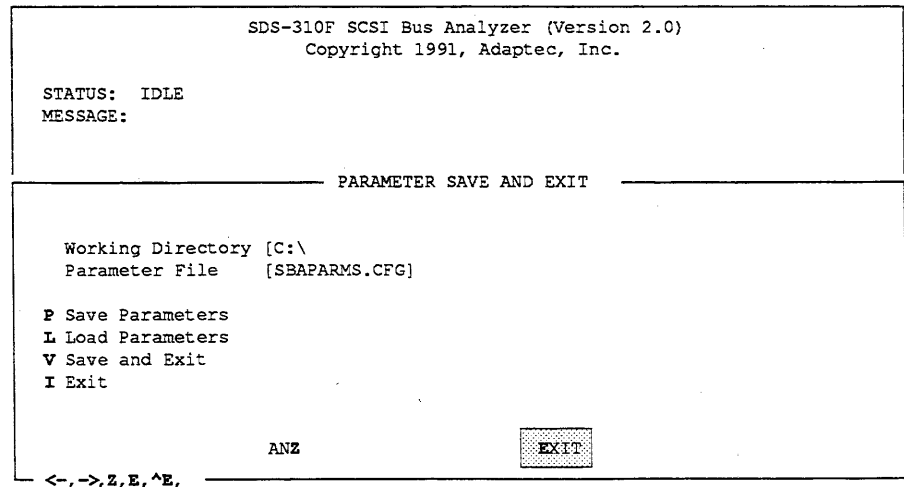 SDS-310F SCSI Bus Analyzer (Version 2.0)
Copyright 1991, Adaptec, Inc.
STATUS: IDLE
MESSAGE:
PARAMETER SAVE AND EXIT
Working Directory [C:\
Parameter File [SBAPARMS.CFG]
P Save Parameters
L Load Parameters
V Save and Exit
I Exit
ANZ EXIT
<-,->,Z,E,^E,